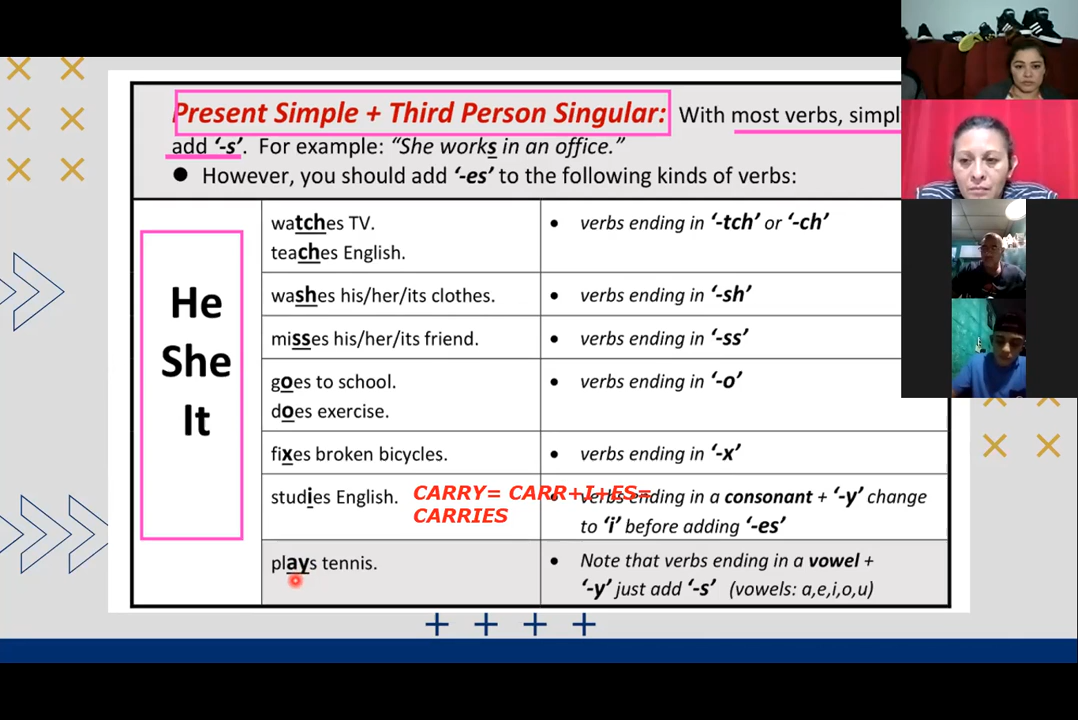 Present Simple + Third Person Singular: With most verbs, simpl
add ‘-s’. For example: “She works in an office.”
● However, you should add ‘-es’ to the following kinds of verbs:
He
She
It
watches TV.
teaches English.
• verbs ending in ‘-tch’ or ‘-ch’
washes his/her/its clothes.
• verbs ending in ‘-sh’
misses his/her/its friend.
• verbs ending in ‘-ss’
goes to school.
does exercise.
• verbs ending in ‘-o’
fixes broken bicycles.
• verbs ending in ‘-x’
studies English.
CARRY= CARR+I+ES=
CARRIES
• verbs ending in a consonant + ‘-y’ change
to ‘i’ before adding ‘-es’
plays tennis.
• Note that verbs ending in a vowel +
‘-y’ just add ‘-s’ (vowels: a,e,i,o,u)